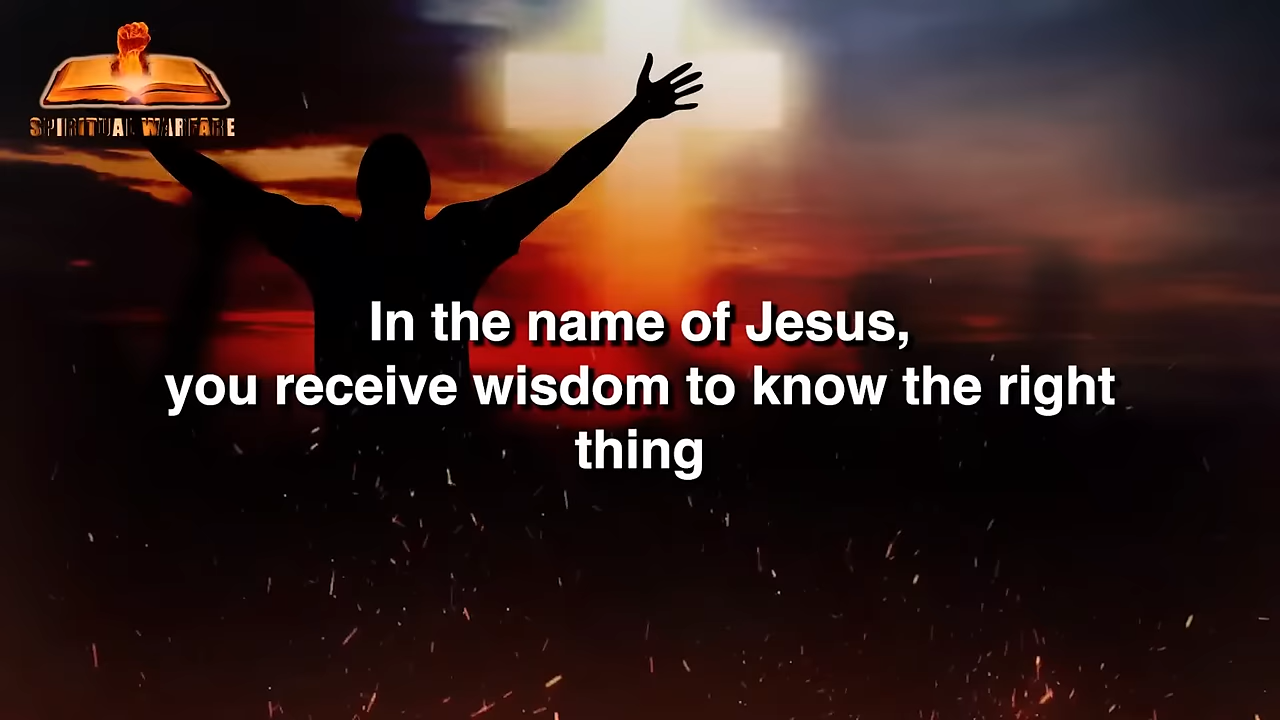 SPIRITUAL WARFARE
In the name of Jesus,
you receive wisdom to know the right
thing